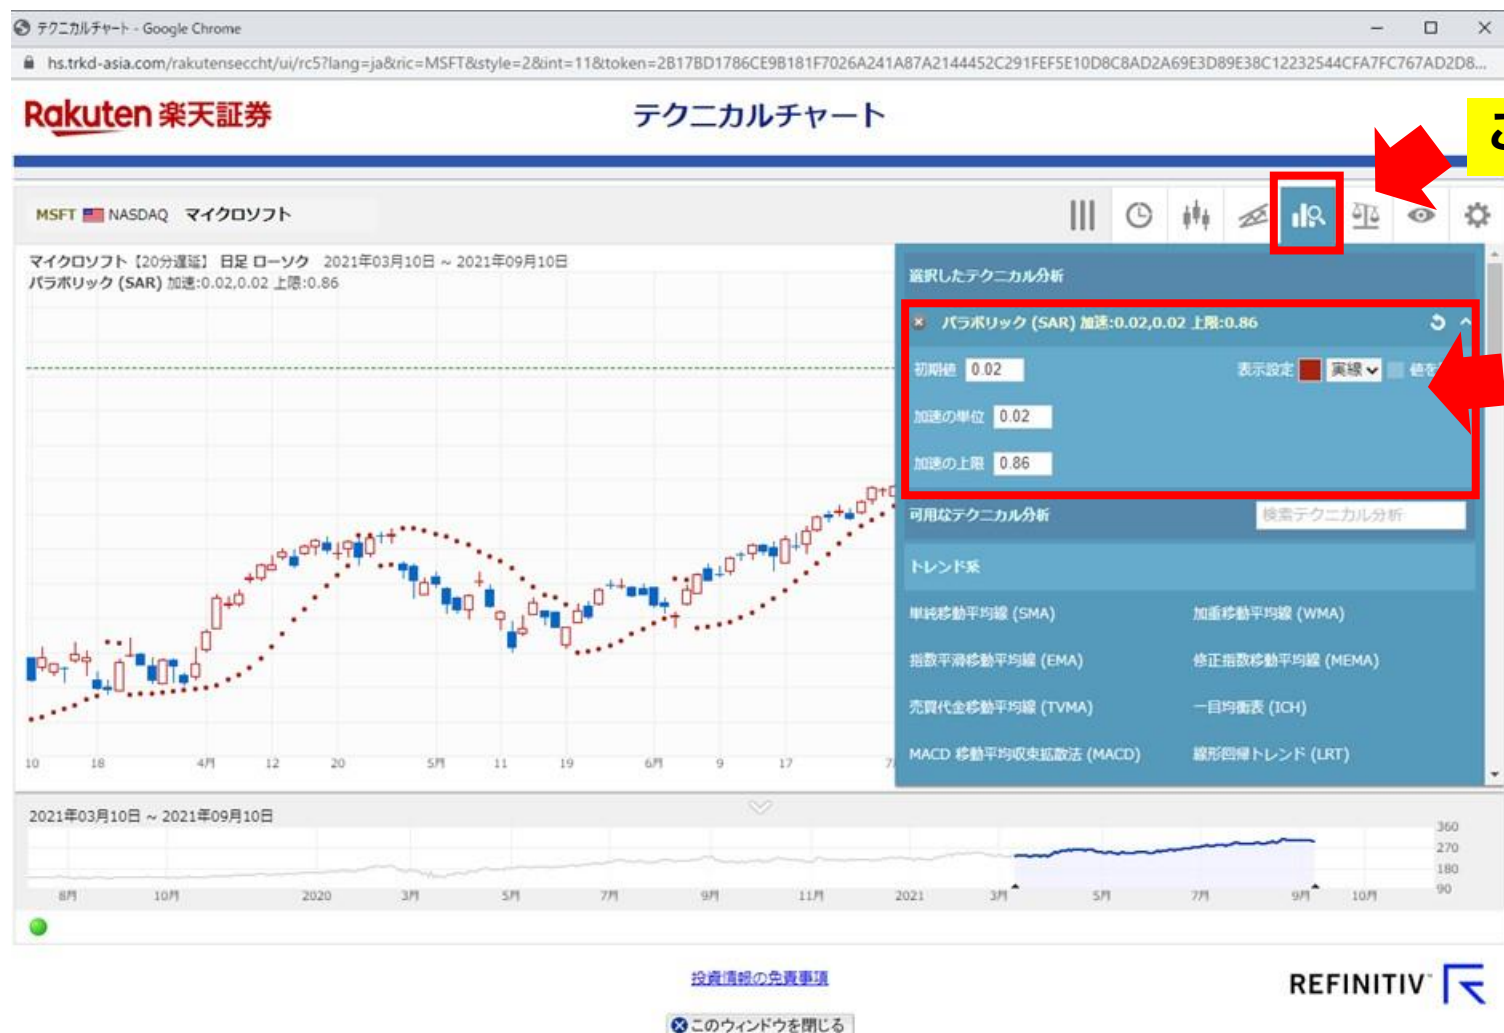 テクニカルチャート - Google Chrome
hs.trkd-asia.com/rakutenseccht/ui/rc5?lang=ja&ric=MSFT&style=2&int=11&token=2B17BD1786CE9B181F7026A241A87A2144452C291FEF5E10D8C8AD2A69E3D89E38C12232544CFA7FC767AD2D8...
Rakuten 楽天証券
テクニカルチャート
MSFT NASDAQ マイクロソフト
マイクロソフト【20分遅延】 日足 ローソク 2021年03月10日 ~ 2021年09月10日
パラボリック (SAR) 加速:0.02,0.02 上限:0.86
選択したテクニカル分析
パラボリック (SAR) 加速:0.02,0.02 上限:0.86
初期値 0.02 表示設定 実線 値を
加速の単位 0.02
加速の上限 0.86
可用なテクニカル分析 検索テクニカル分析
トレンド系
単純移動平均線 (SMA) 加重移動平均線 (WMA)
指数平滑移動平均線 (EMA) 修正指数移動平均線 (MEMA)
売買代金移動平均線 (TVMA) 一目均衡表 (ICH)
MACD 移動平均収束拡散法 (MACD) 線形回帰トレンド (LRT)
10 18 4月 12 20 5月 11 19 6月 9 17 7
2021年03月10日 ~ 2021年09月10日
360
270
180
90
8月 10月 2020 3月 5月 7月 9月 11月 2021 3月 5月 7月 9月 10月
投資情報の免責事項
REFINITIV
このウィンドウを閉じる